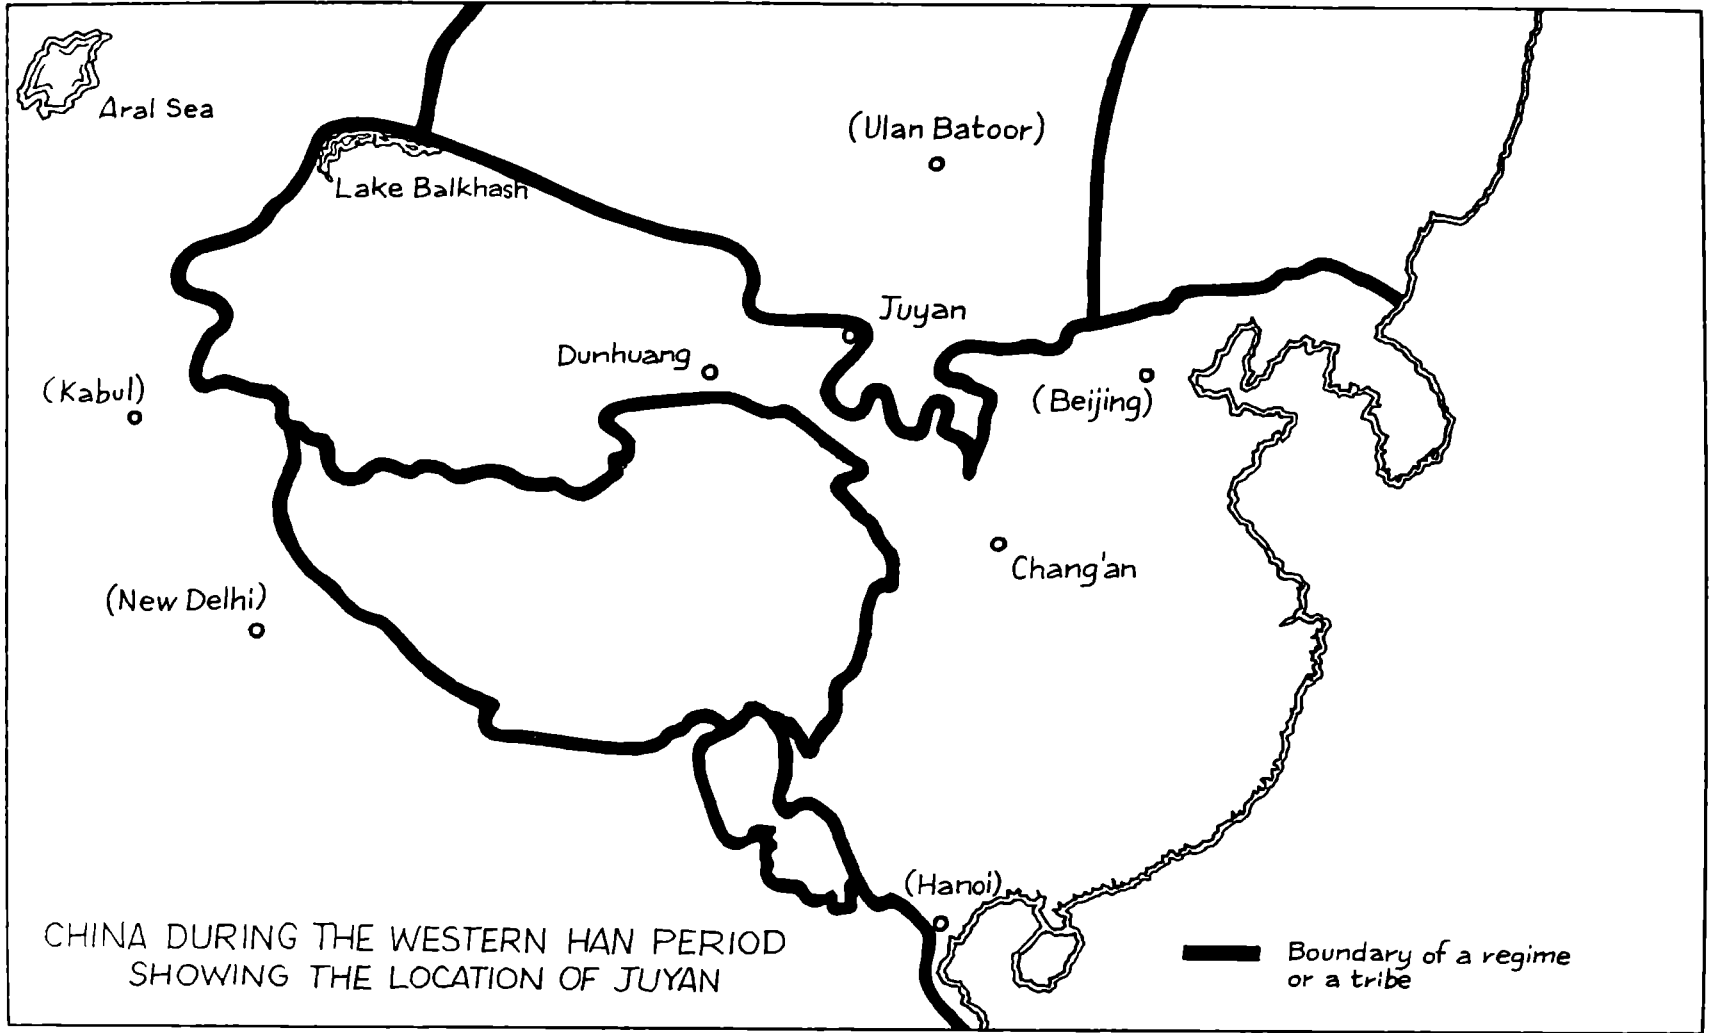 Aral Sea
(Ulan Batoor)
Lake Balkhash
Juyan
Dunhuang
(Kabul)
(Beijing)
Chang'an
(New Delhi)
(Hanoi)
CHINA DURING THE WESTERN HAN PERIOD
SHOWING THE LOCATION OF JUYAN
Boundary of a regime
or a tribe